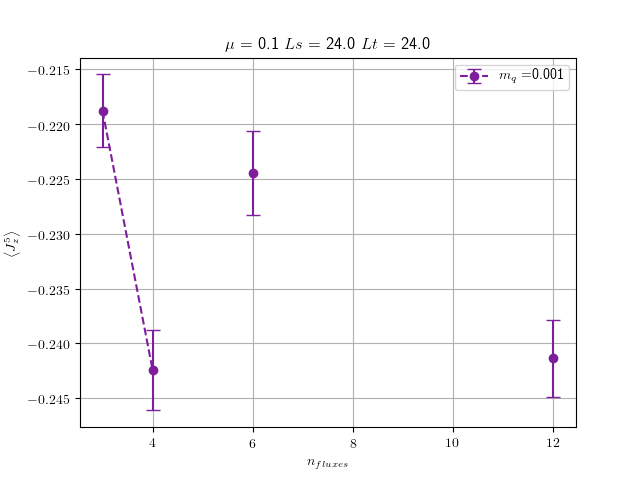 μ = 0.1 Ls = 24.0 Lt = 24.0
m_q =0.001
−0.215
−0.220
−0.225
−0.230
−0.235
−0.240
−0.245
⟨J_z^5⟩
4 6 8 10 12
n_fluxes